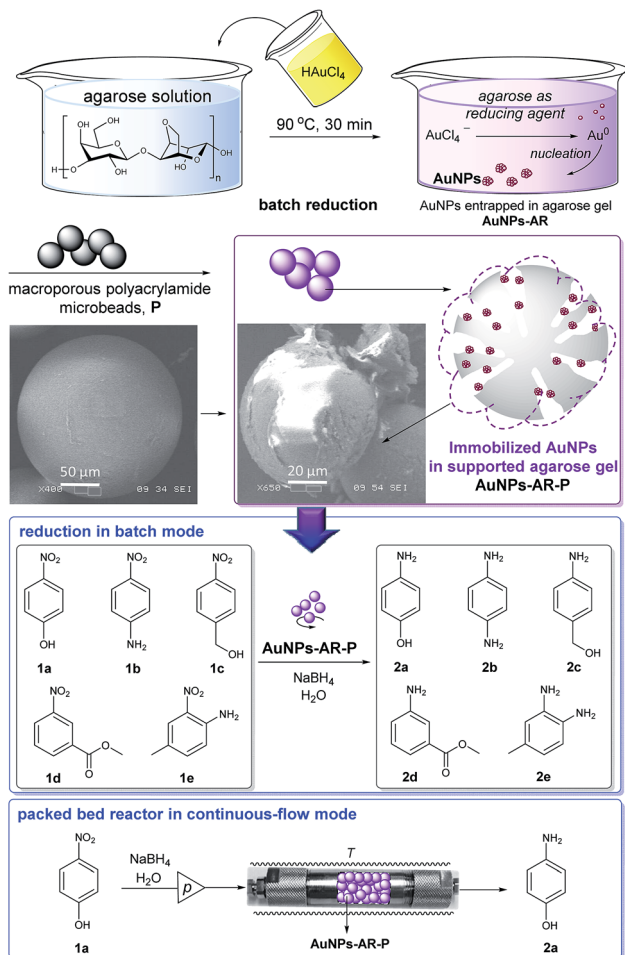 HAuCl4
agarose solution
OH OH
O
O
H O
OH
O
O
OH
O
OH
H
n
90 °C, 30 min
batch reduction
agarose as
reducing agent
AuCl4– Au0
nucleation
AuNPs
AuNPs entrapped in agarose gel
AuNPs-AR
macroporous polyacrylamide
microbeads, P
50 µm
X400 09 34 SEI
20 µm
X650 09 54 SEI
Immobilized AuNPs
in supported agarose gel
AuNPs-AR-P
reduction in batch mode
NO2 NO2 NO2
OH NH2 OH
1a 1b 1c
NO2 NO2
NH2
O
O
1d 1e
AuNPs-AR-P
NaBH4
H2O
NH2 NH2 NH2
OH NH2 OH
2a 2b 2c
NH2 NH2
NH2
O
O
2d 2e
packed bed reactor in continuous-flow mode
NO2
OH
1a
NaBH4
H2O
p
T
AuNPs-AR-P
NH2
OH
2a